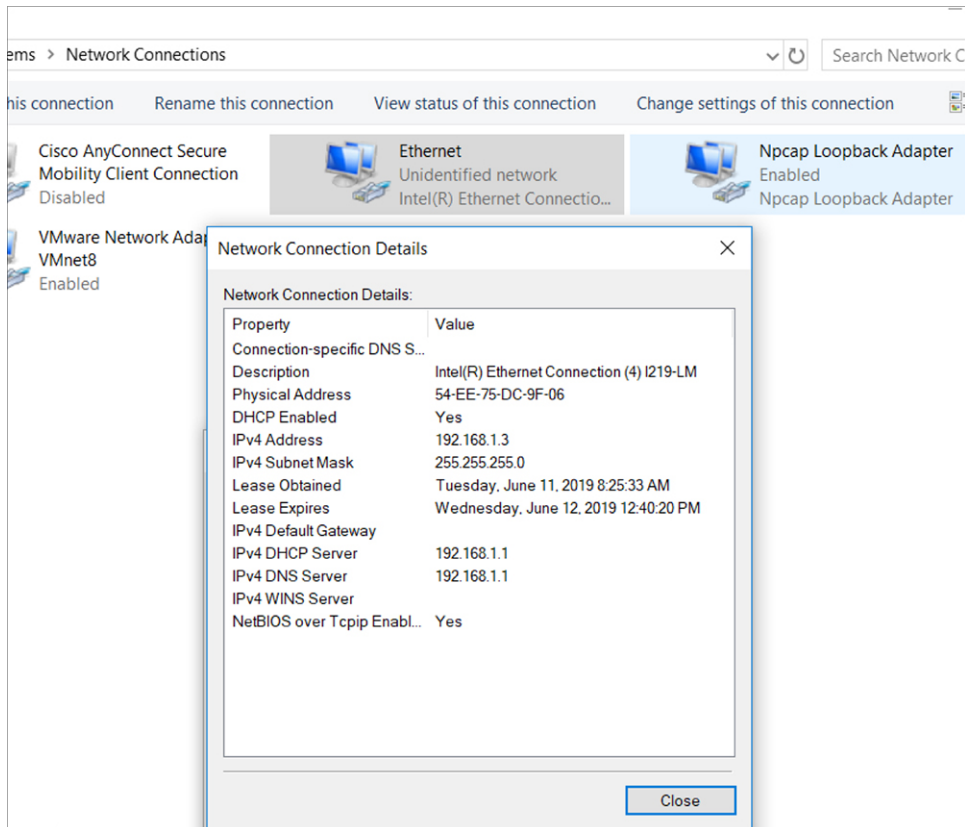 ems > Network Connections
Search Network C
his connection Rename this connection View status of this connection Change settings of this connection
Cisco AnyConnect Secure
Mobility Client Connection
Disabled
Ethernet
Unidentified network
Intel(R) Ethernet Connectio...
Npcap Loopback Adapter
Enabled
Npcap Loopback Adapter
VMware Network Adap
VMnet8
Enabled
Network Connection Details
Network Connection Details:
Property Value
Connection-specific DNS S...
Description Intel(R) Ethernet Connection (4) I219-LM
Physical Address 54-EE-75-DC-9F-06
DHCP Enabled Yes
IPv4 Address 192.168.1.3
IPv4 Subnet Mask 255.255.255.0
Lease Obtained Tuesday, June 11, 2019 8:25:33 AM
Lease Expires Wednesday, June 12, 2019 12:40:20 PM
IPv4 Default Gateway
IPv4 DHCP Server 192.168.1.1
IPv4 DNS Server 192.168.1.1
IPv4 WINS Server
NetBIOS over Tcpip Enabl... Yes
Close